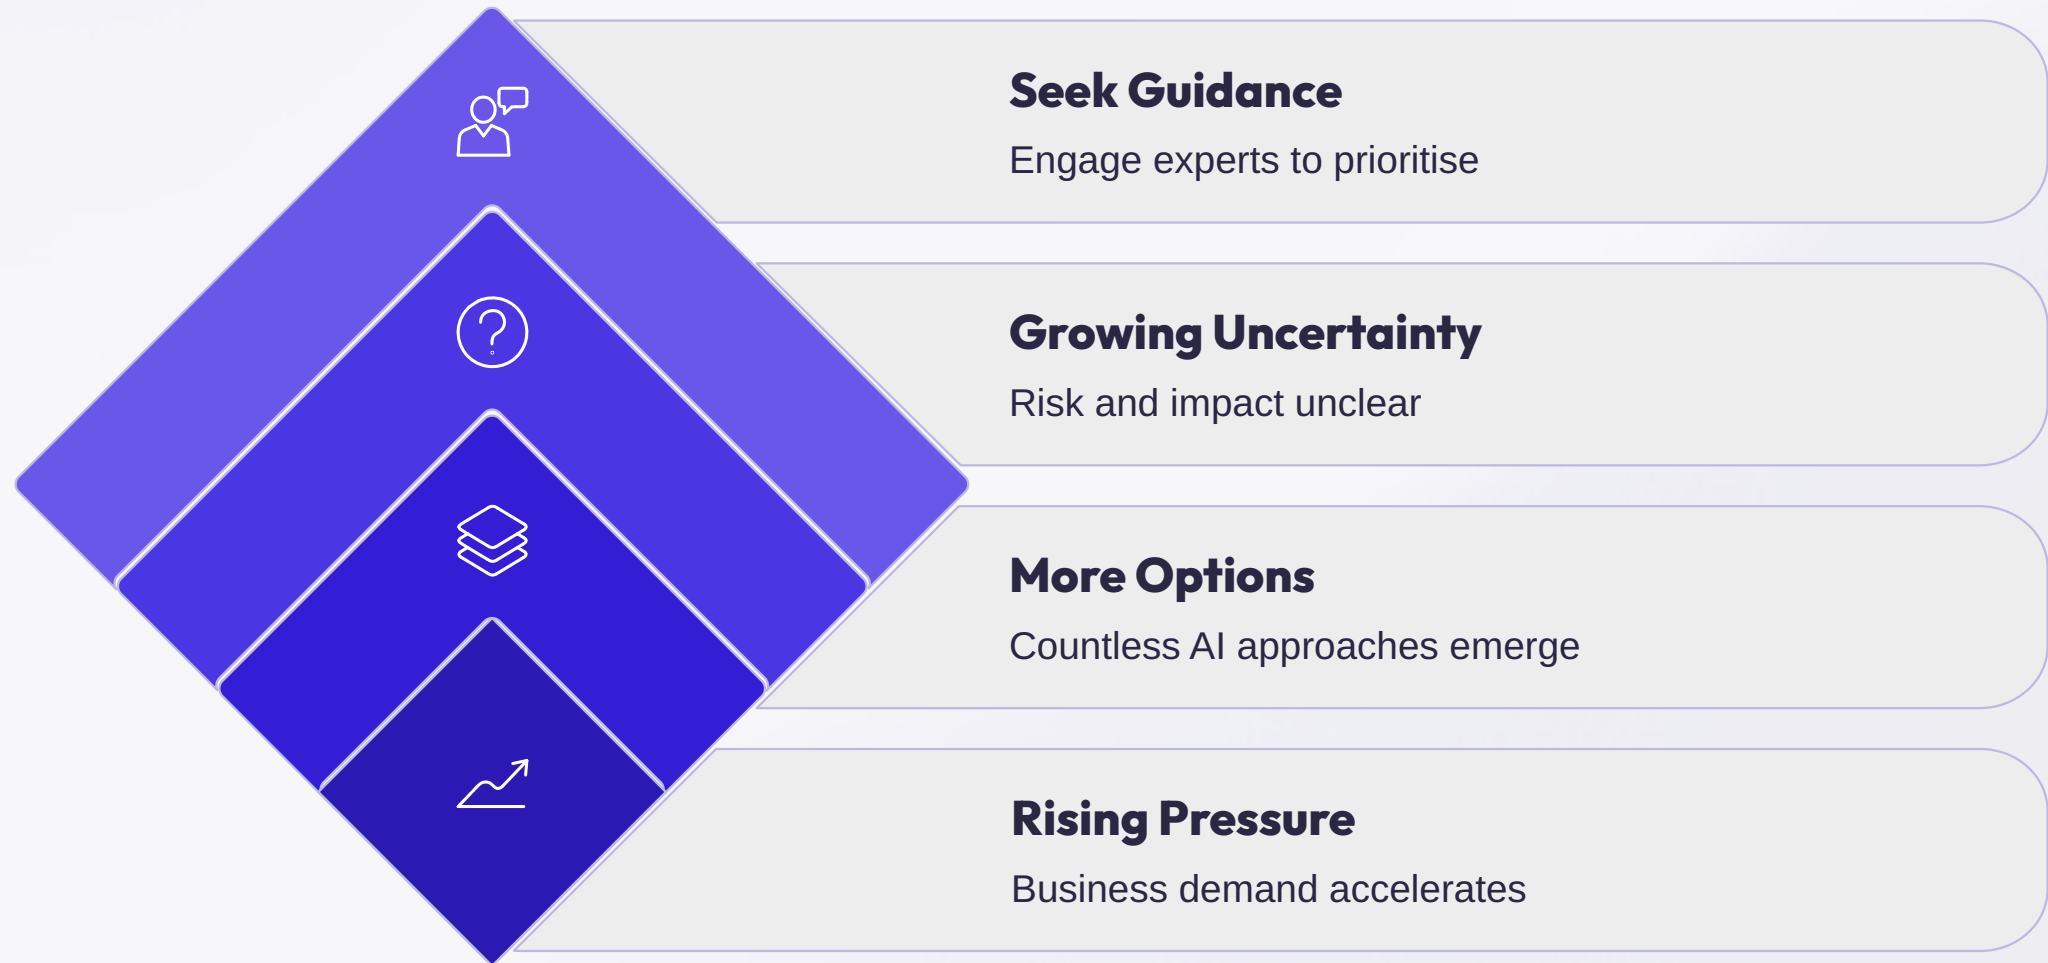 Seek Guidance
Engage experts to prioritise
Growing Uncertainty
Risk and impact unclear
More Options
Countless AI approaches emerge
Rising Pressure
Business demand accelerates